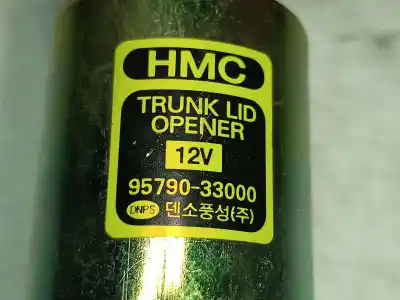 HMC
TRUNK LID
OPENER
12V
95790-33000
DNPS 덴소풍성(주)